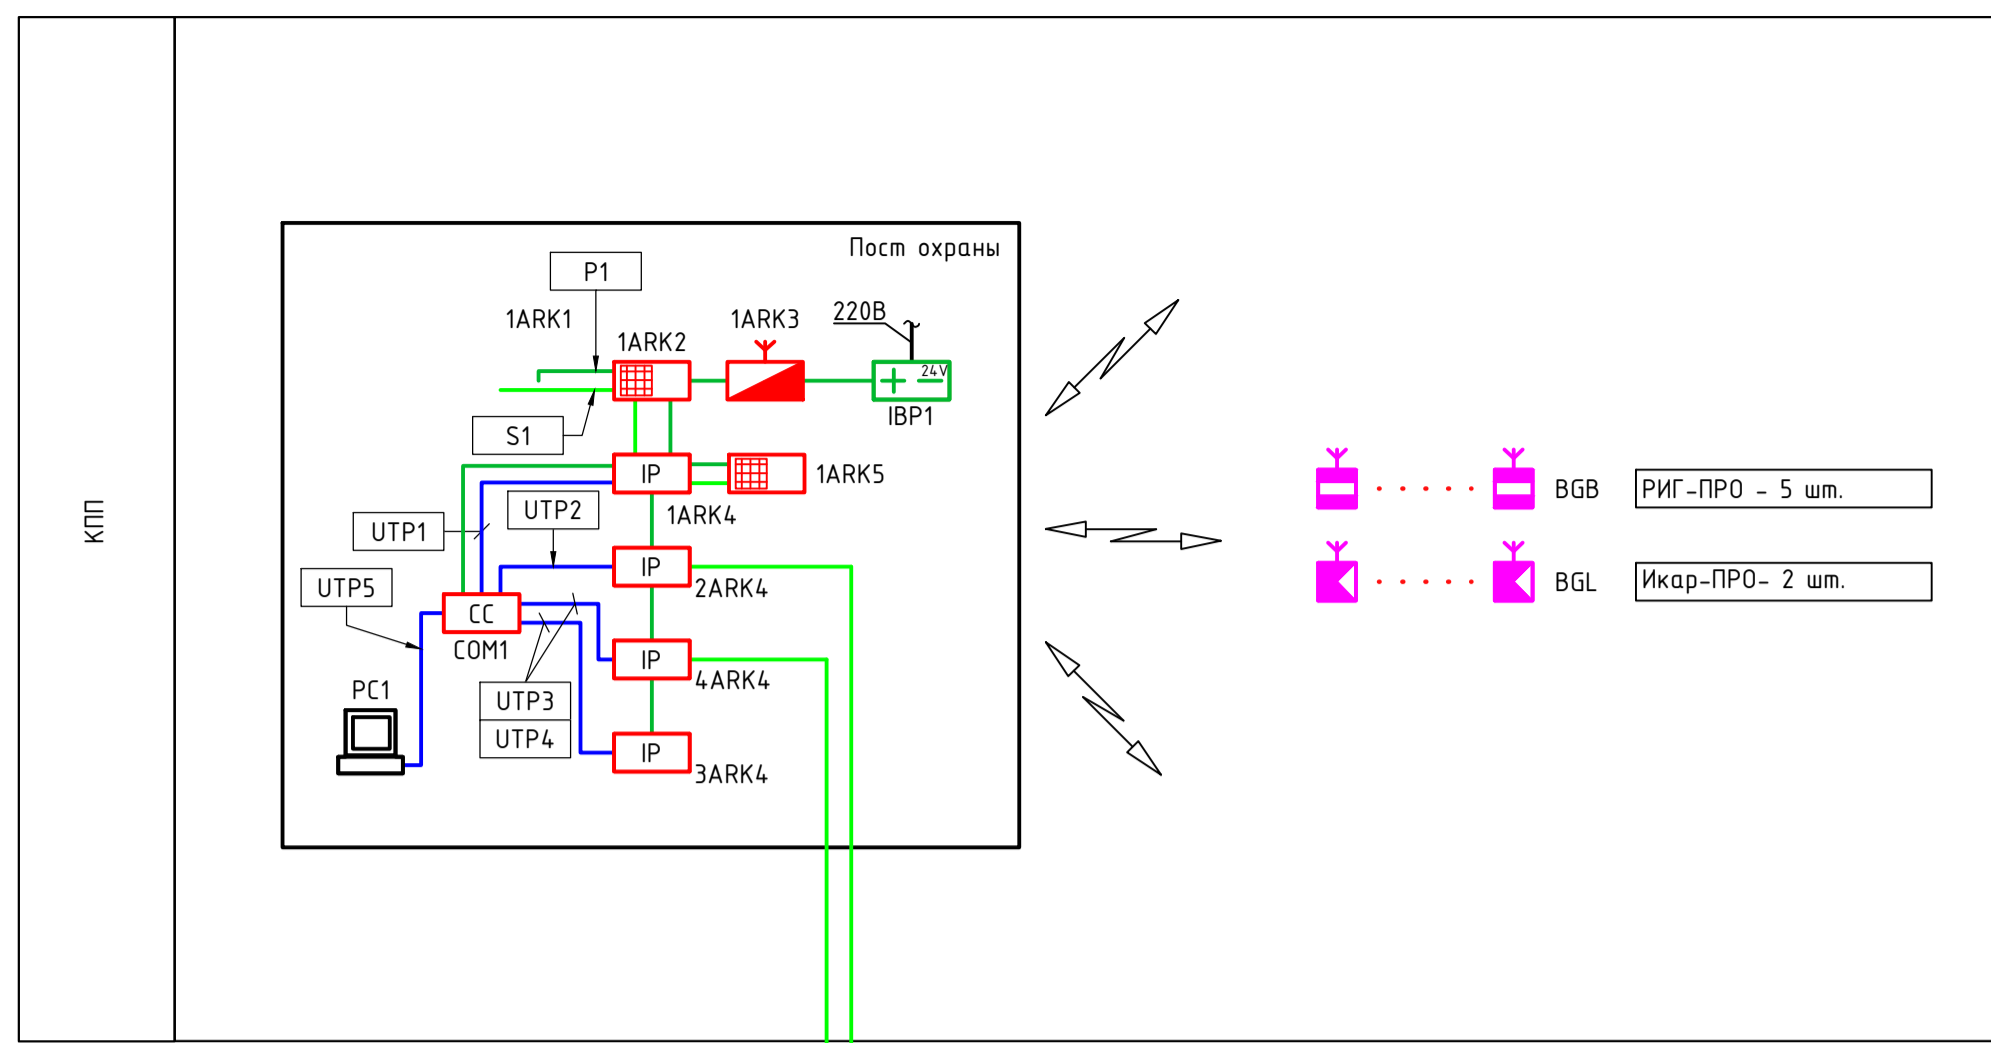 КПП
Пост охраны
P1
1ARK1
1ARK2
1ARK3
220В
24V
IBP1
S1
IP
1ARK5
1ARK4
UTP1
UTP2
IP
2ARK4
UTP5
CC
COM1
IP
4ARK4
PC1
UTP3
UTP4
IP
3ARK4
BGB
РИГ-ПРО - 5 шт.
BGL
Икар-ПРО- 2 шт.